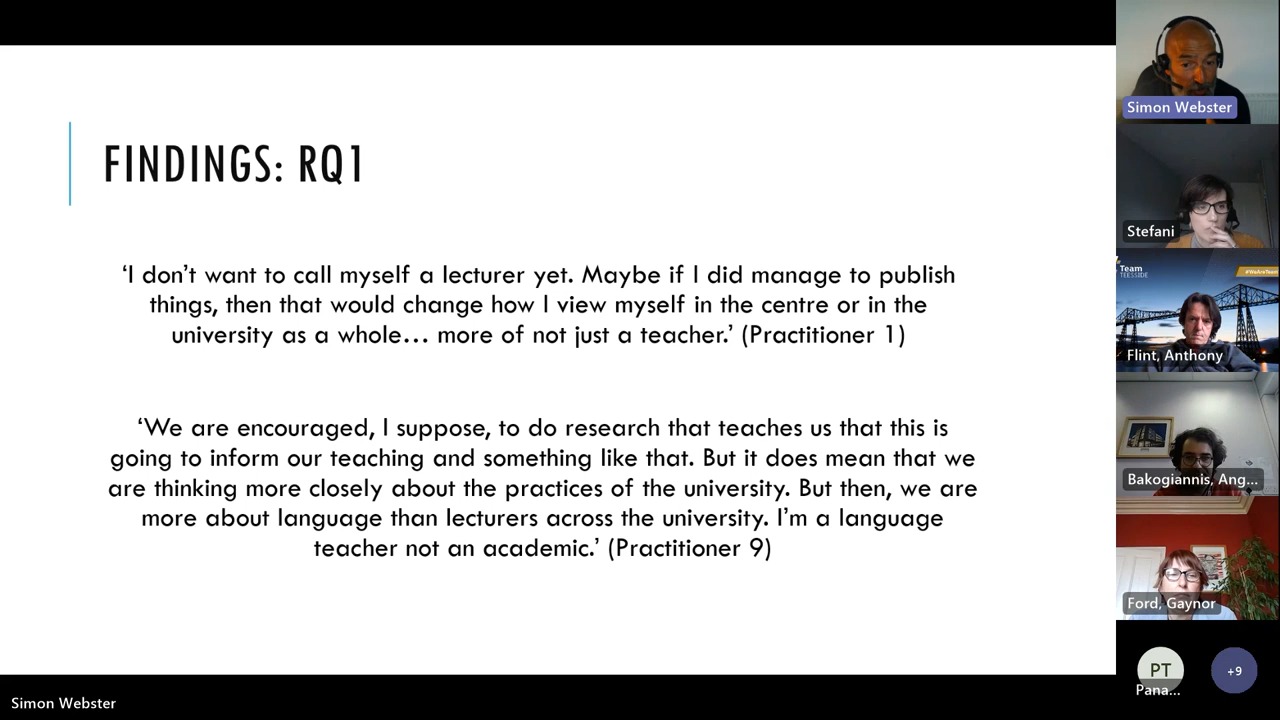 FINDINGS: RQ1
‘I don’t want to call myself a lecturer yet. Maybe if I did manage to publish
things, then that would change how I view myself in the centre or in the
university as a whole… more of not just a teacher.’ (Practitioner 1)
‘We are encouraged, I suppose, to do research that teaches us that this is
going to inform our teaching and something like that. But it does mean that we
are thinking more closely about the practices of the university. But then, we are
more about language than lecturers across the university. I’m a language
teacher not an academic.’ (Practitioner 9)
Simon Webster
Simon Webster
Stefani
Team
TEESSIDE
#WeAreTeam
Flint, Anthony
Bakogiannis, Ang...
Ford, Gaynor
PT
Pana...
+9